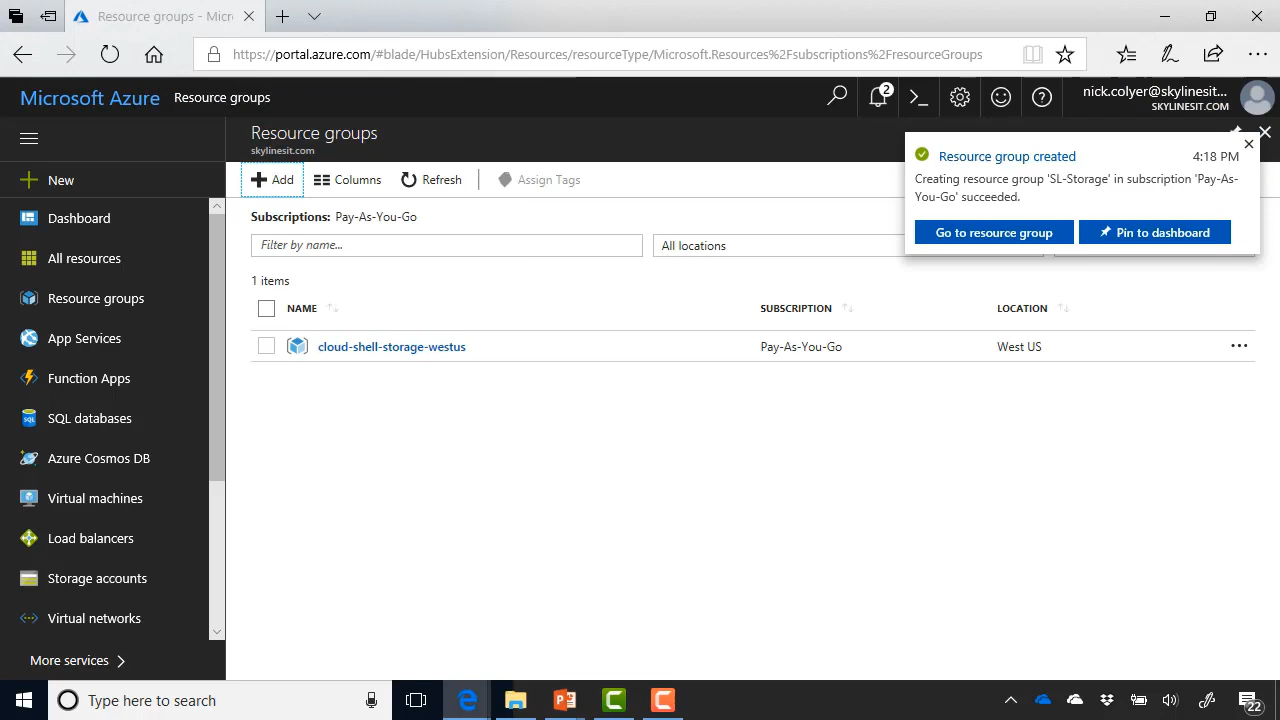 Resource groups - Micr
https://portal.azure.com/#blade/HubsExtension/Resources/resourceType/Microsoft.Resources%2Fsubscriptions%2FresourceGroups
Microsoft Azure Resource groups
2
nick.colyer@skylinesit...
SKYLINESIT.COM
Resource groups
skylinesit.com
Resource group created 4:18 PM
Creating resource group 'SL-Storage' in subscription 'Pay-As-
You-Go' succeeded.
Go to resource group Pin to dashboard
New
Dashboard
All resources
Resource groups
App Services
Function Apps
SQL databases
Azure Cosmos DB
Virtual machines
Load balancers
Storage accounts
Virtual networks
More services
Add Columns Refresh Assign Tags
Subscriptions: Pay-As-You-Go
Filter by name... All locations
1 items
NAME SUBSCRIPTION LOCATION
cloud-shell-storage-westus Pay-As-You-Go West US
Type here to search
22